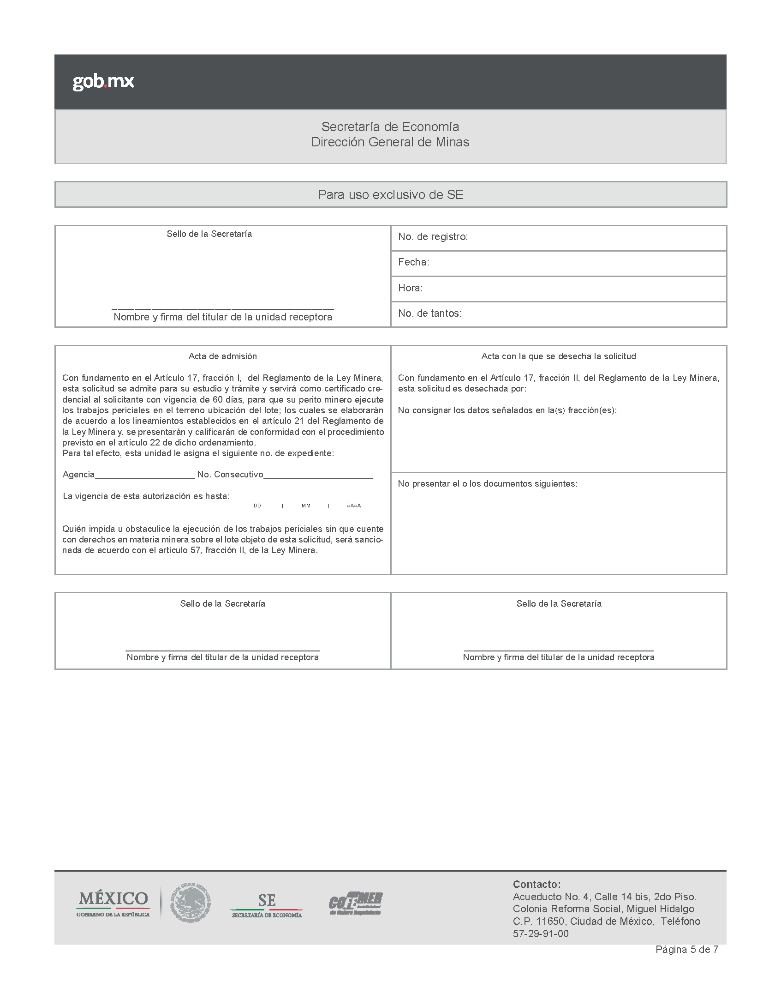 gob.mx
Secretaría de Economía
Dirección General de Minas
Para uso exclusivo de SE
Sello de la Secretaría
Nombre y firma del titular de la unidad receptora
No. de registro:
Fecha:
Hora:
No. de tantos:
Acta de admisión
Con fundamento en el Artículo 17, fracción I,  del Reglamento de la Ley Minera,
esta solicitud se admite para su estudio y trámite y servirá como certificado cre-
dencial al solicitante con vigencia de 60 días, para que su perito minero ejecute
los trabajos periciales en el terreno ubicación del lote; los cuales se elaborarán
de acuerdo a los lineamientos establecidos en el artículo 21 del Reglamento de
la Ley Minera y, se presentarán y calificarán de conformidad con el procedimiento
previsto en el artículo 22 de dicho ordenamiento.
Para tal efecto, esta unidad le asigna el siguiente no. de expediente:
Agencia____________________ No. Consecutivo______________________
La vigencia de esta autorización es hasta:
DD | MM | AAAA
Quién impida u obstaculice la ejecución de los trabajos periciales sin que cuente
con derechos en materia minera sobre el lote objeto de esta solicitud, será sancio-
nada de acuerdo con el artículo 57, fracción II, de la Ley Minera.
Acta con la que se desecha la solicitud
Con fundamento en el Artículo 17, fracción II, del Reglamento de la Ley Minera,
esta solicitud es desechada por:
No consignar los datos señalados en la(s) fracción(es):
No presentar el o los documentos siguientes:
Sello de la Secretaría
Nombre y firma del titular de la unidad receptora
Sello de la Secretaría
Nombre y firma del titular de la unidad receptora
MÉXICO
GOBIERNO DE LA REPÚBLICA
ESTADOS UNIDOS MEXICANOS
SE
SECRETARÍA DE ECONOMÍA
COFEMER
de Mejora Regulatoria
Contacto:
Acueducto No. 4, Calle 14 bis, 2do Piso.
Colonia Reforma Social, Miguel Hidalgo
C.P. 11650, Ciudad de México,  Teléfono
57-29-91-00
Página 5 de 7